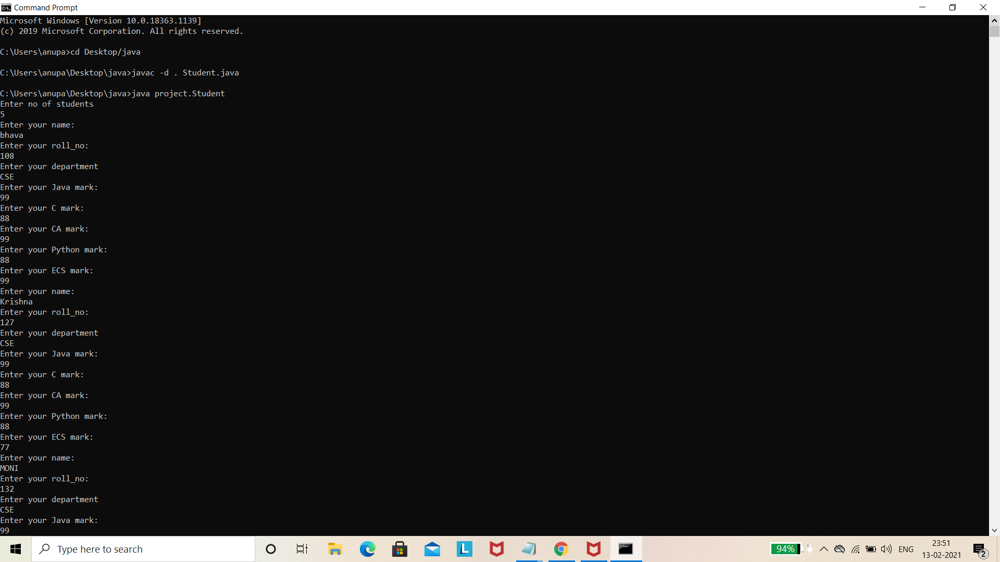 Command Prompt
Microsoft Windows [Version 10.0.18363.1139]
(c) 2019 Microsoft Corporation. All rights reserved.
C:\Users\anupa>cd Desktop/java
C:\Users\anupa\Desktop\java>javac -d . Student.java
C:\Users\anupa\Desktop\java>java project.Student
Enter no of students
5
Enter your name:
bhava
Enter your roll_no:
108
Enter your department
CSE
Enter your Java mark:
99
Enter your C mark:
88
Enter your CA mark:
99
Enter your Python mark:
88
Enter your ECS mark:
99
Enter your name:
Krishna
Enter your roll_no:
127
Enter your department
CSE
Enter your Java mark:
99
Enter your C mark:
88
Enter your CA mark:
99
Enter your Python mark:
88
Enter your ECS mark:
77
Enter your name:
MONI
Enter your roll_no:
132
Enter your department
CSE
Enter your Java mark:
99
Type here to search
L
94%
ENG
23:51
13-02-2021
2